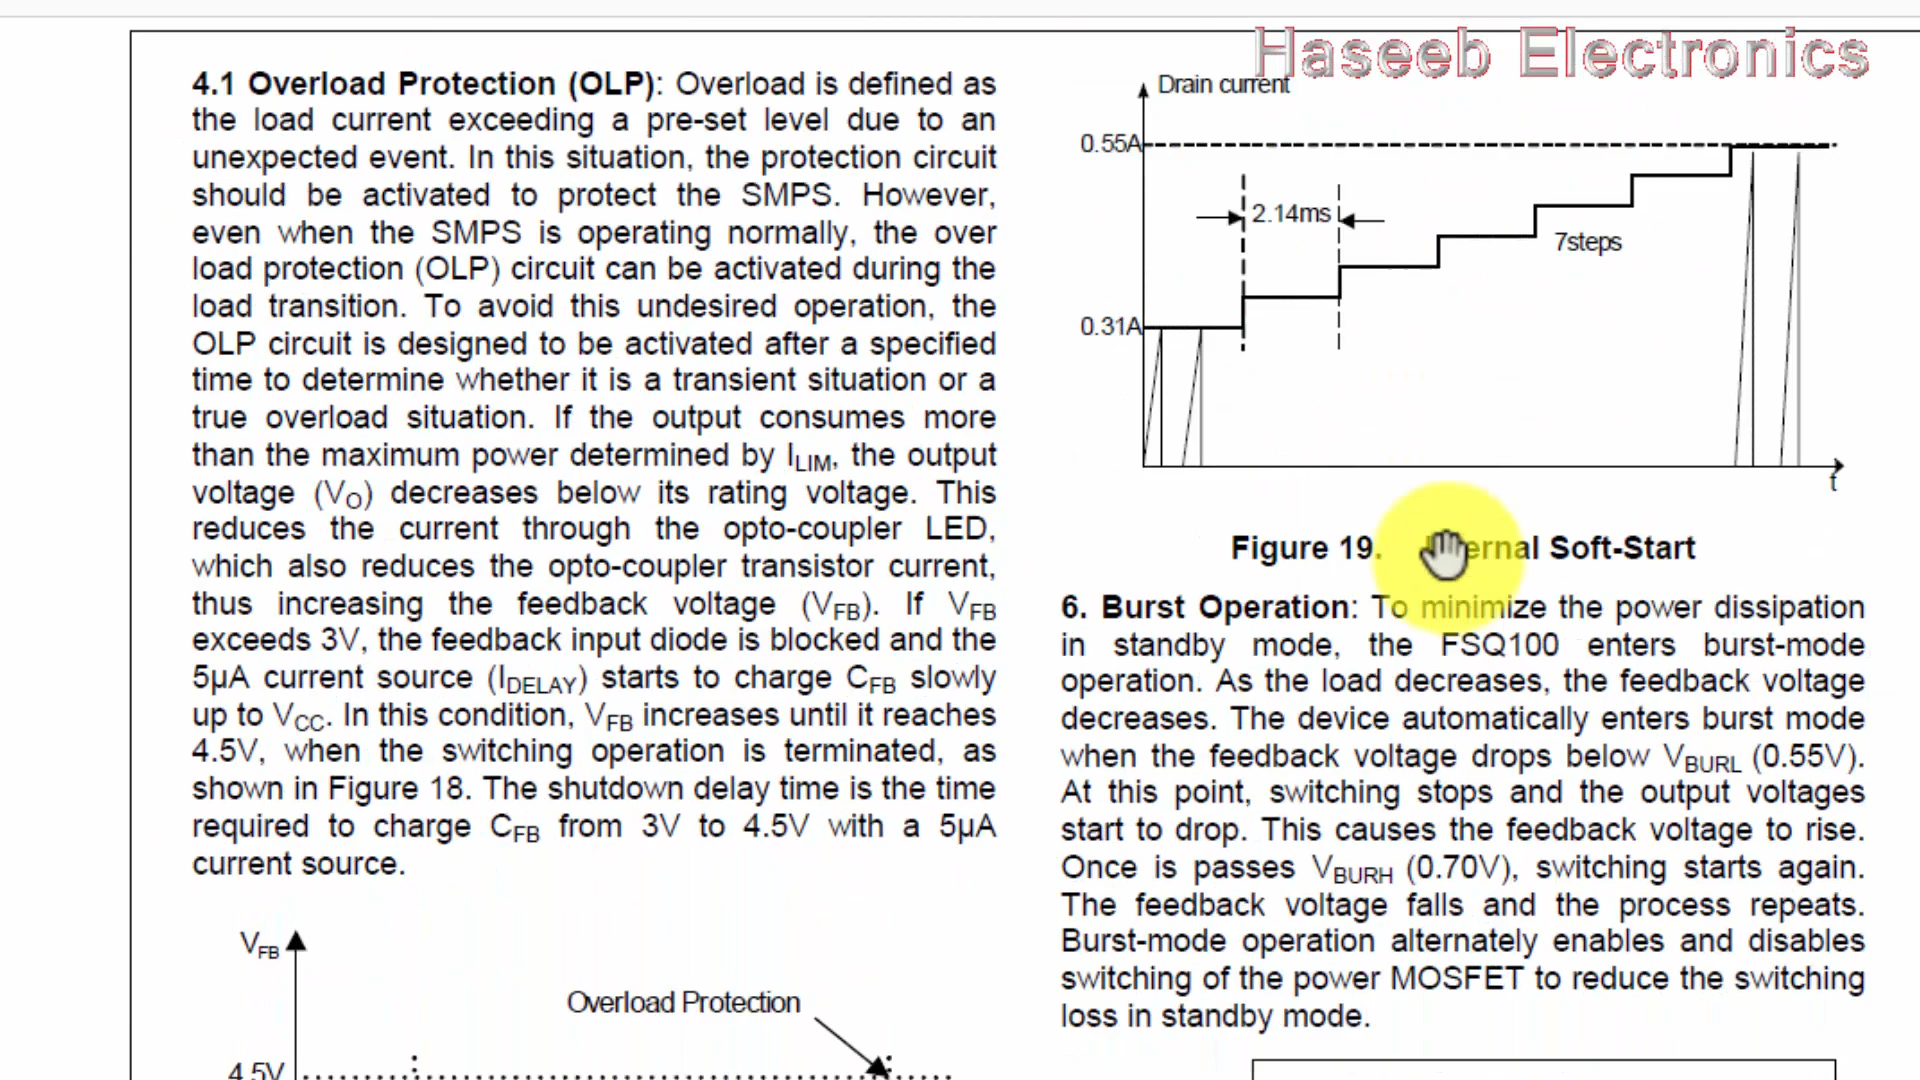 Haseeb Electronics
4.1 Overload Protection (OLP): Overload is defined as
the load current exceeding a pre-set level due to an
unexpected event. In this situation, the protection circuit
should be activated to protect the SMPS. However,
even when the SMPS is operating normally, the over
load protection (OLP) circuit can be activated during the
load transition. To avoid this undesired operation, the
OLP circuit is designed to be activated after a specified
time to determine whether it is a transient situation or a
true overload situation. If the output consumes more
than the maximum power determined by ILIM, the output
voltage (VO) decreases below its rating voltage. This
reduces the current through the opto-coupler LED,
which also reduces the opto-coupler transistor current,
thus increasing the feedback voltage (VFB). If VFB
exceeds 3V, the feedback input diode is blocked and the
5µA current source (IDELAY) starts to charge CFB slowly
up to VCC. In this condition, VFB increases until it reaches
4.5V, when the switching operation is terminated, as
shown in Figure 18. The shutdown delay time is the time
required to charge CFB from 3V to 4.5V with a 5µA
current source.
VFB
Overload Protection
4.5V
Drain current
0.55A
2.14ms
7steps
0.31A
t
Figure 19. Soft-Start
6. Burst Operation: To minimize the power dissipation
in standby mode, the FSQ100 enters burst-mode
operation. As the load decreases, the feedback voltage
decreases. The device automatically enters burst mode
when the feedback voltage drops below VBURL (0.55V).
At this point, switching stops and the output voltages
start to drop. This causes the feedback voltage to rise.
Once is passes VBURH (0.70V), switching starts again.
The feedback voltage falls and the process repeats.
Burst-mode operation alternately enables and disables
switching of the power MOSFET to reduce the switching
loss in standby mode.